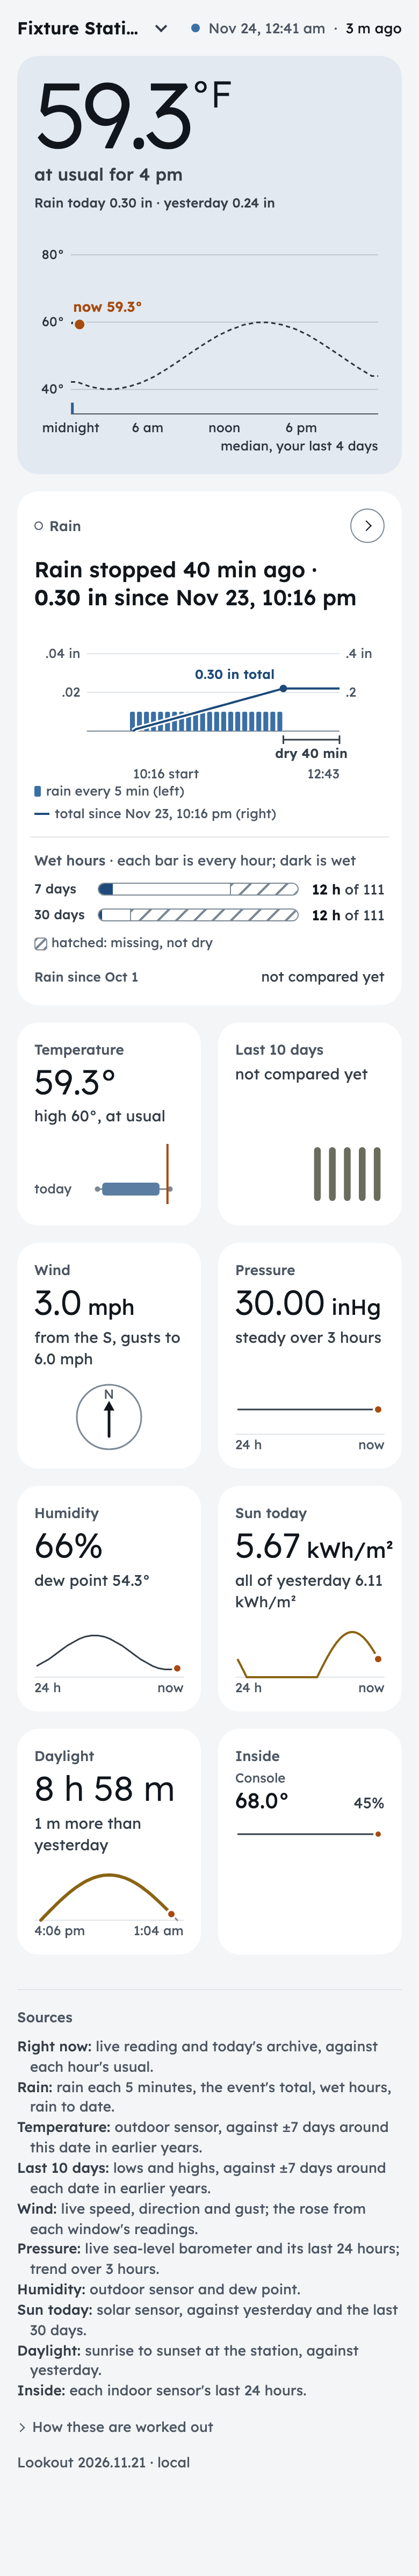 Fixture Stati... Nov 24, 12:41 am · 3 m ago
59.3°F
at usual for 4 pm
Rain today 0.30 in · yesterday 0.24 in
80°
now 59.3°
60°
40°
midnight 6 am noon 6 pm
median, your last 4 days
Rain
Rain stopped 40 min ago ·
0.30 in since Nov 23, 10:16 pm
.04 in .4 in
0.30 in total
.02 .2
dry 40 min
10:16 start 12:43
rain every 5 min (left)
total since Nov 23, 10:16 pm (right)
Wet hours · each bar is every hour; dark is wet
7 days 12 h of 111
30 days 12 h of 111
hatched: missing, not dry
Rain since Oct 1 not compared yet
Temperature
59.3°
high 60°, at usual
today
Last 10 days
not compared yet
Wind
3.0 mph
from the S, gusts to
6.0 mph
N
Pressure
30.00 inHg
steady over 3 hours
24 h now
Humidity
66%
dew point 54.3°
24 h now
Sun today
5.67 kWh/m²
all of yesterday 6.11
kWh/m²
24 h now
Daylight
8 h 58 m
1 m more than
yesterday
4:06 pm 1:04 am
Inside
Console
68.0° 45%
Sources
Right now: live reading and today's archive, against
each hour's usual.
Rain: rain each 5 minutes, the event's total, wet hours,
rain to date.
Temperature: outdoor sensor, against ±7 days around
this date in earlier years.
Last 10 days: lows and highs, against ±7 days around
each date in earlier years.
Wind: live speed, direction and gust; the rose from
each window's readings.
Pressure: live sea-level barometer and its last 24 hours;
trend over 3 hours.
Humidity: outdoor sensor and dew point.
Sun today: solar sensor, against yesterday and the last
30 days.
Daylight: sunrise to sunset at the station, against
yesterday.
Inside: each indoor sensor's last 24 hours.
How these are worked out
Lookout 2026.11.21 · local